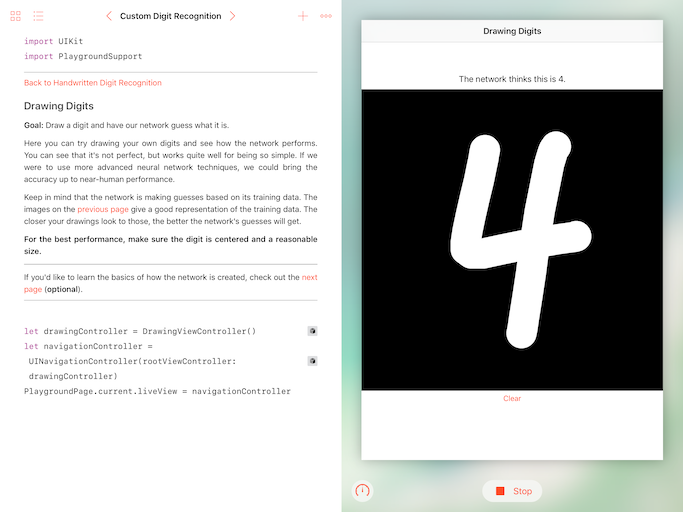 Custom Digit Recognition
import UIKit
import PlaygroundSupport
Back to Handwritten Digit Recognition
Drawing Digits
Goal: Draw a digit and have our network guess what it is.
Here you can try drawing your own digits and see how the network performs.
You can see that it's not perfect, but works quite well for being so simple. If we
were to use more advanced neural network techniques, we could bring the
accuracy up to near-human performance.
Keep in mind that the network is making guesses based on its training data. The
images on the previous page give a good representation of the training data. The
closer your drawings look to those, the better the network's guesses will get.
For the best performance, make sure the digit is centered and a reasonable
size.
If you'd like to learn the basics of how the network is created, check out the next
page (optional).
let drawingController = DrawingViewController()
let navigationController =
UINavigationController(rootViewController:
drawingController)
PlaygroundPage.current.liveView = navigationController
Drawing Digits
The network thinks this is 4.
4
Clear
Stop